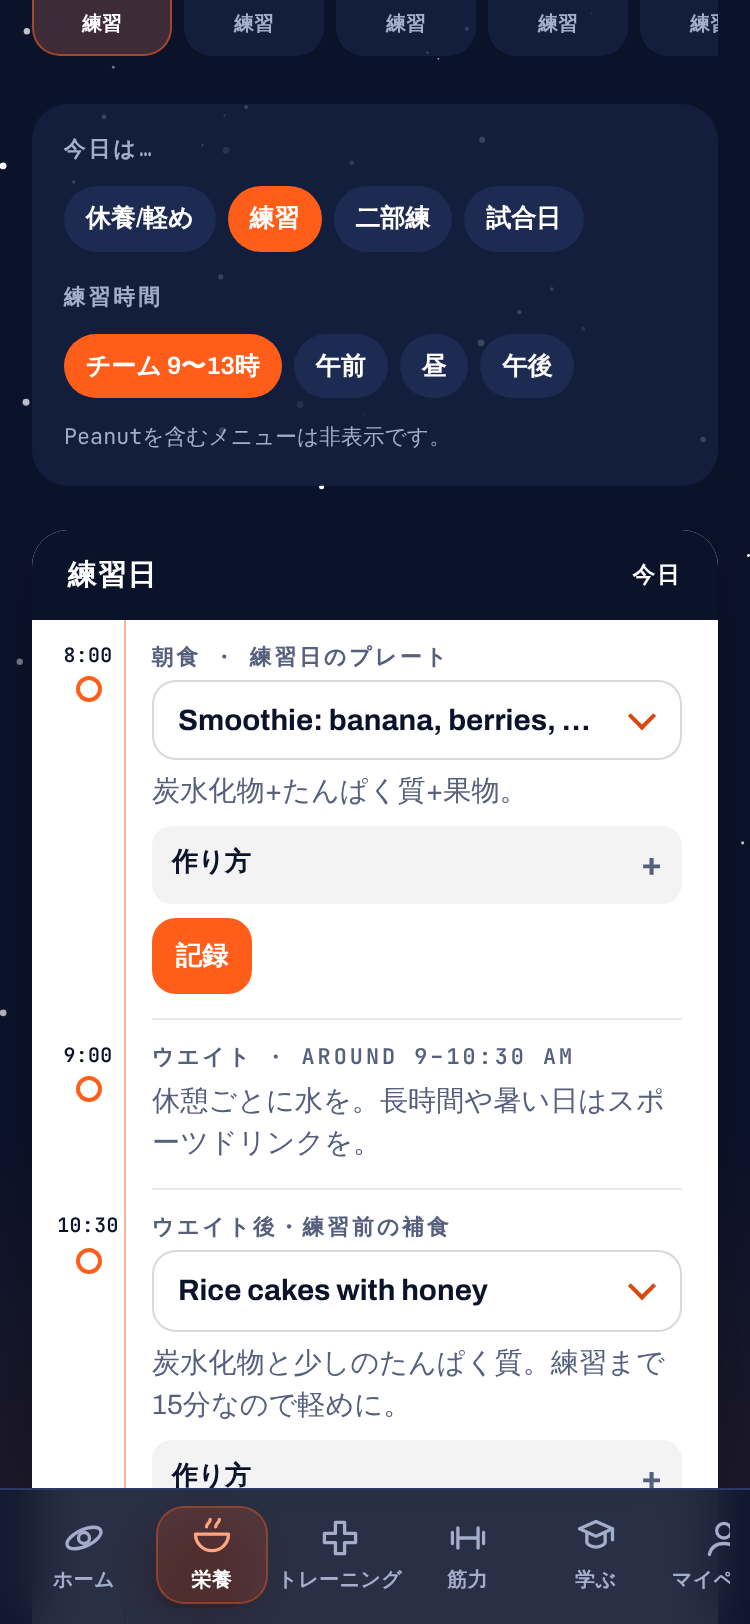 練習 練習 練習 練習 練習
今日は…
休養/軽め 練習 二部練 試合日
練習時間
チーム 9〜13時 午前 昼 午後
Peanutを含むメニューは非表示です。
練習日 今日
8:00 朝食 · 練習日のプレート
Smoothie: banana, berries, …
炭水化物+たんぱく質+果物。
作り方 +
記録
9:00 ウエイト · AROUND 9–10:30 AM
休憩ごとに水を。長時間や暑い日はスポ
ーツドリンクを。
10:30 ウエイト後・練習前の補食
Rice cakes with honey
炭水化物と少しのたんぱく質。練習まで
15分なので軽めに。
作り方 +
ホーム 栄養 トレーニング 筋力 学ぶ マイペ